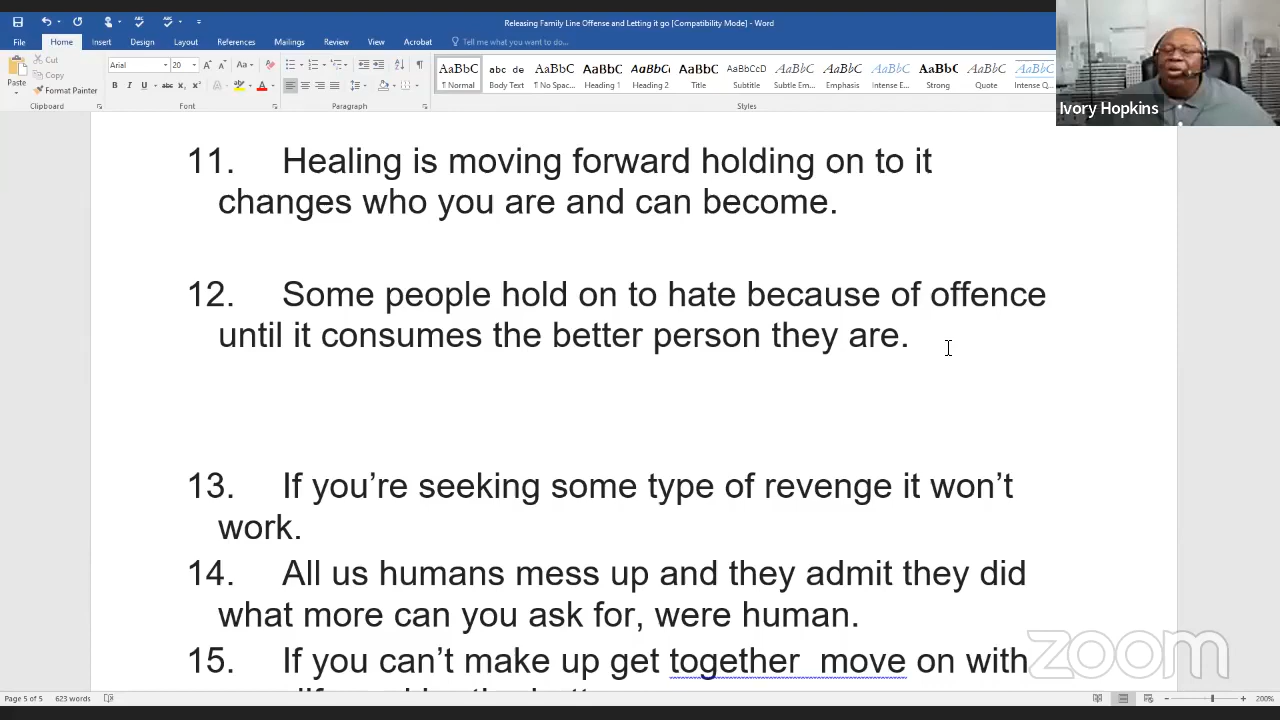 Releasing Family Line Offense and Letting it go [Compatibility Mode] - Word
File Home Insert Design Layout References Mailings Review View Acrobat Tell me what you want to do...
Cut
Copy
Paste
Format Painter
Arial 20
Clipboard Font Paragraph Styles
AaBbC abc de AaBbC AaBbC AaBbC AaBbC AaBbCcD AaBbC AaBbC AaBbC AaBbC AaBbC AaBbC
¶ Normal Body Text ¶ No Spac... Heading 1 Heading 2 Title Subtitle Subtle Em... Emphasis Intense E... Strong Quote Intense Q...
Ivory Hopkins
11. Healing is moving forward holding on to it
changes who you are and can become.
12. Some people hold on to hate because of offence
until it consumes the better person they are.
13. If you’re seeking some type of revenge it won’t
work.
14. All us humans mess up and they admit they did
what more can you ask for, were human.
15. If you can’t make up get together move on with
zoom
Page 5 of 5 623 words 200%